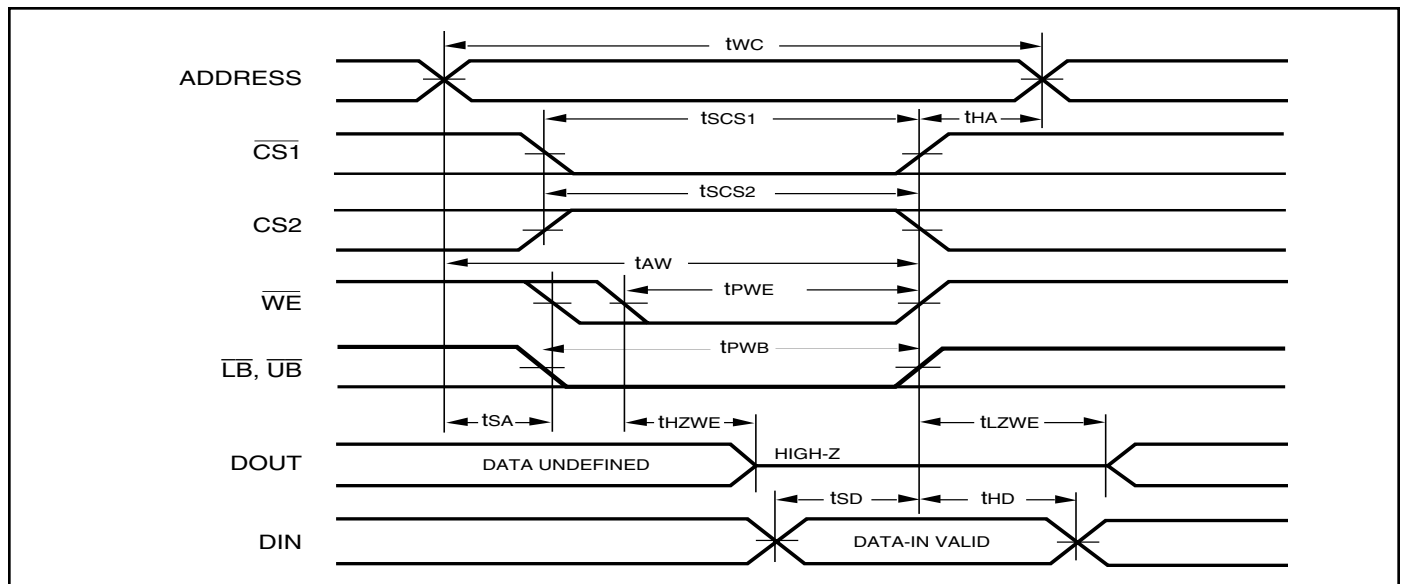 tWC
ADDRESS
tSCS1
tHA
CS1
tSCS2
CS2
tAW
WE
tPWE
tPWB
LB, UB
tSA
tHZWE
tLZWE
DOUT
DATA UNDEFINED
HIGH-Z
tSD
tHD
DIN
DATA-IN VALID